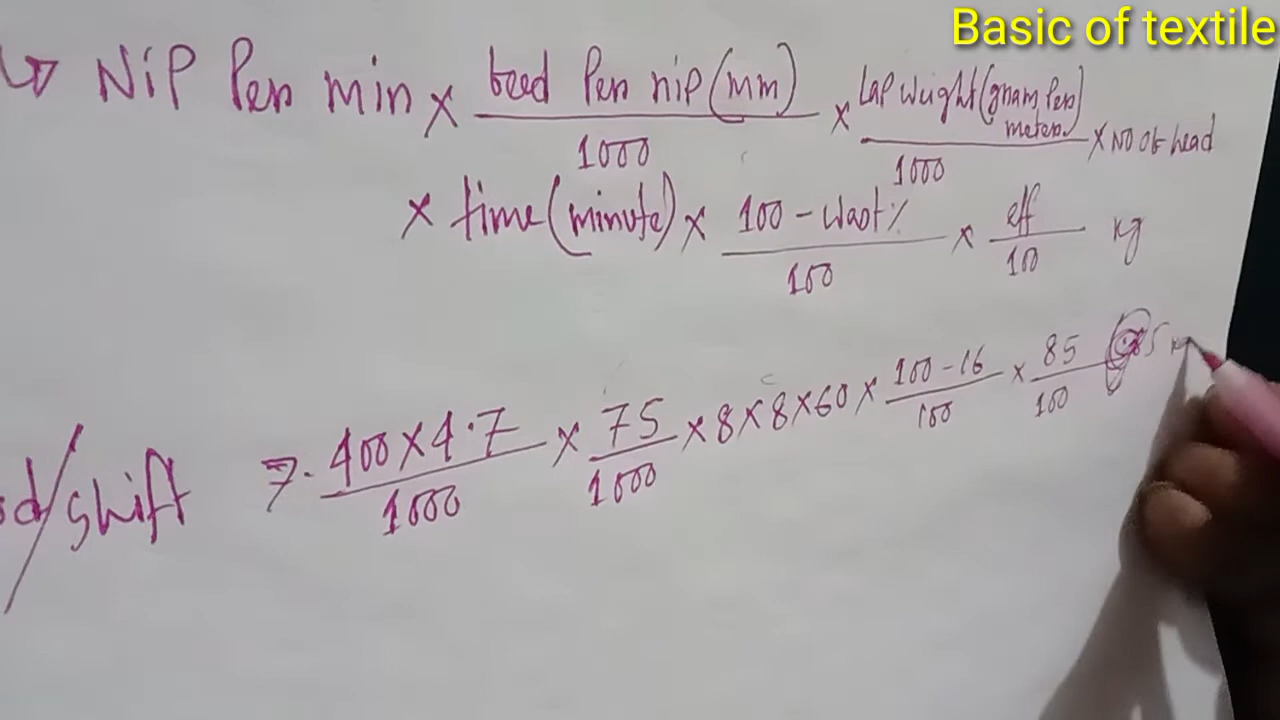 Basic of textile
NiP Per min × feed Per nip (mm) / 1000 × Lap weight (gram Per meter) / 1000 × No of head
× time (minute) × 100 - wast % / 100 × eff / 100 kg
/shift 7. 400 × 4.7 / 1000 × 75 / 1000 × 8 × 8 × 60 × 100 - 16 / 100 × 85 / 100